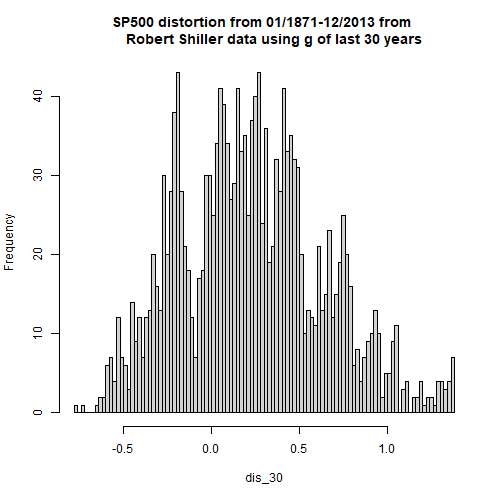 SP500 distortion from 01/1871-12/2013 from
Robert Shiller data using g of last 30 years
Frequency
40
30
20
10
0
-0.5 0.0 0.5 1.0
dis_30